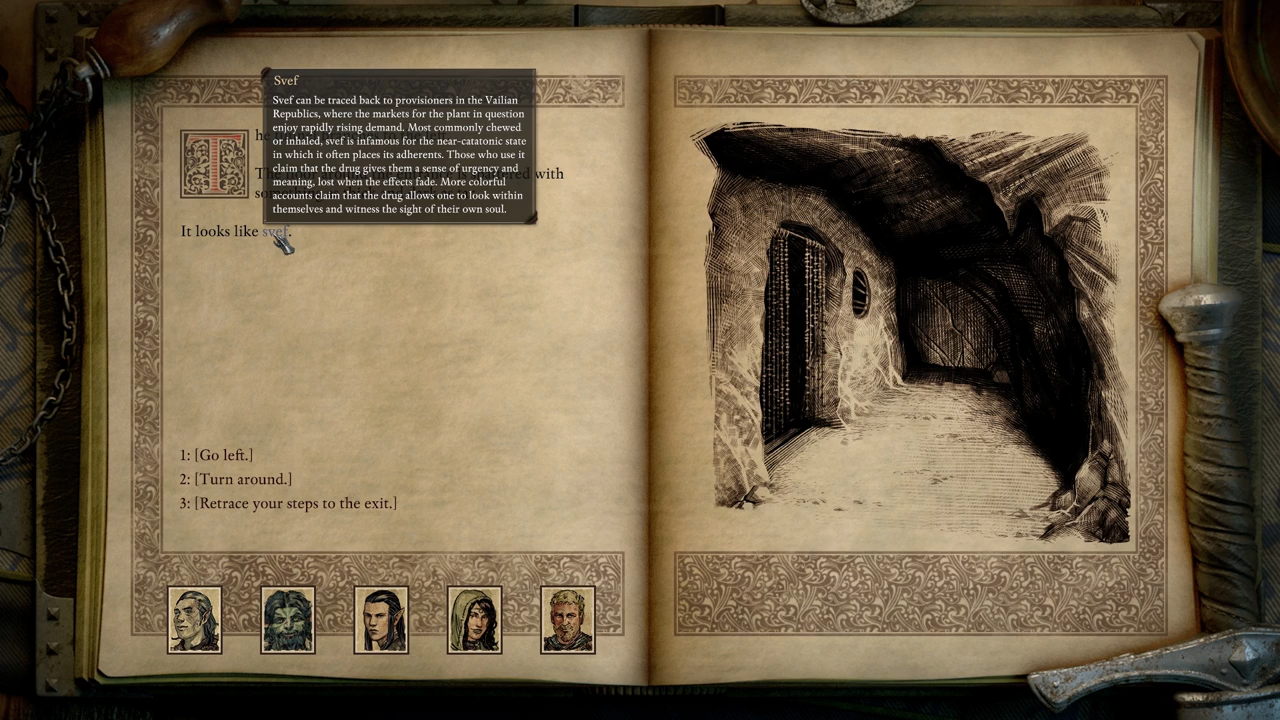 Svef
Svef can be traced back to provisioners in the Vailian
Republics, where the markets for the plant in question
enjoy rapidly rising demand. Most commonly chewed
or inhaled, svef is infamous for the near-catatonic state
in which it often places its adherents. Those who use it
claim that the drug gives them a sense of urgency and
meaning, lost when the effects fade. More colorful
accounts claim that the drug allows one to look within
themselves and witness the sight of their own soul.
T he
with
It looks like svef.
1: [Go left.]
2: [Turn around.]
3: [Retrace your steps to the exit.]